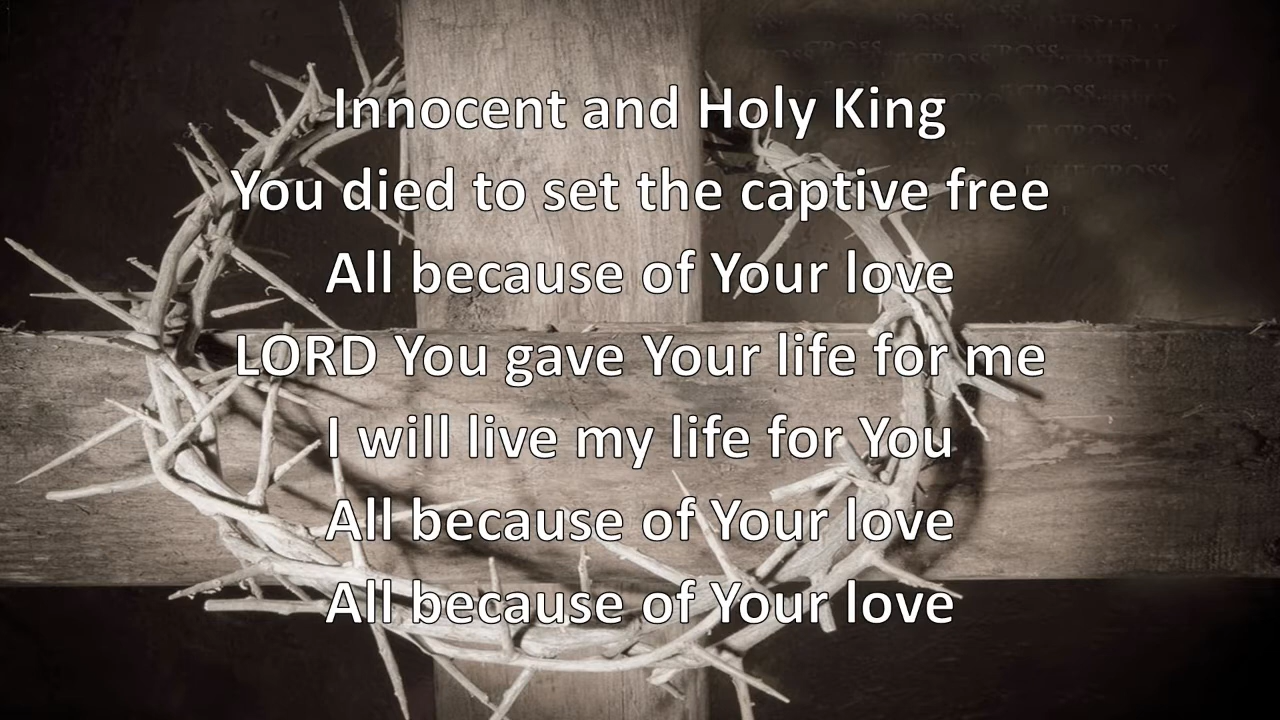 Innocent and Holy King
You died to set the captive free
All because of Your love
LORD You gave Your life for me
I will live my life for You
All because of Your love
All because of Your love